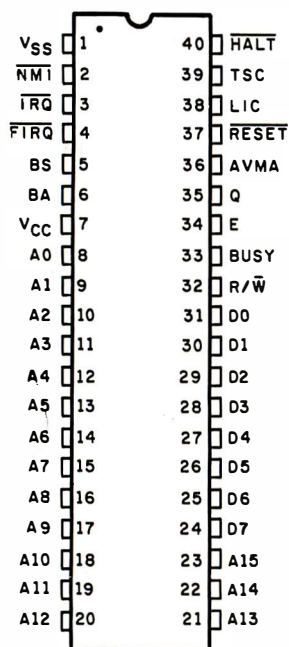 VSS 1 40 HALT
NMI 2 39 TSC
IRQ 3 38 LIC
FIRQ 4 37 RESET
BS 5 36 AVMA
BA 6 35 Q
VCC 7 34 E
A0 8 33 BUSY
A1 9 32 R/W
A2 10 31 D0
A3 11 30 D1
A4 12 29 D2
A5 13 28 D3
A6 14 27 D4
A7 15 26 D5
A8 16 25 D6
A9 17 24 D7
A10 18 23 A15
A11 19 22 A14
A12 20 21 A13